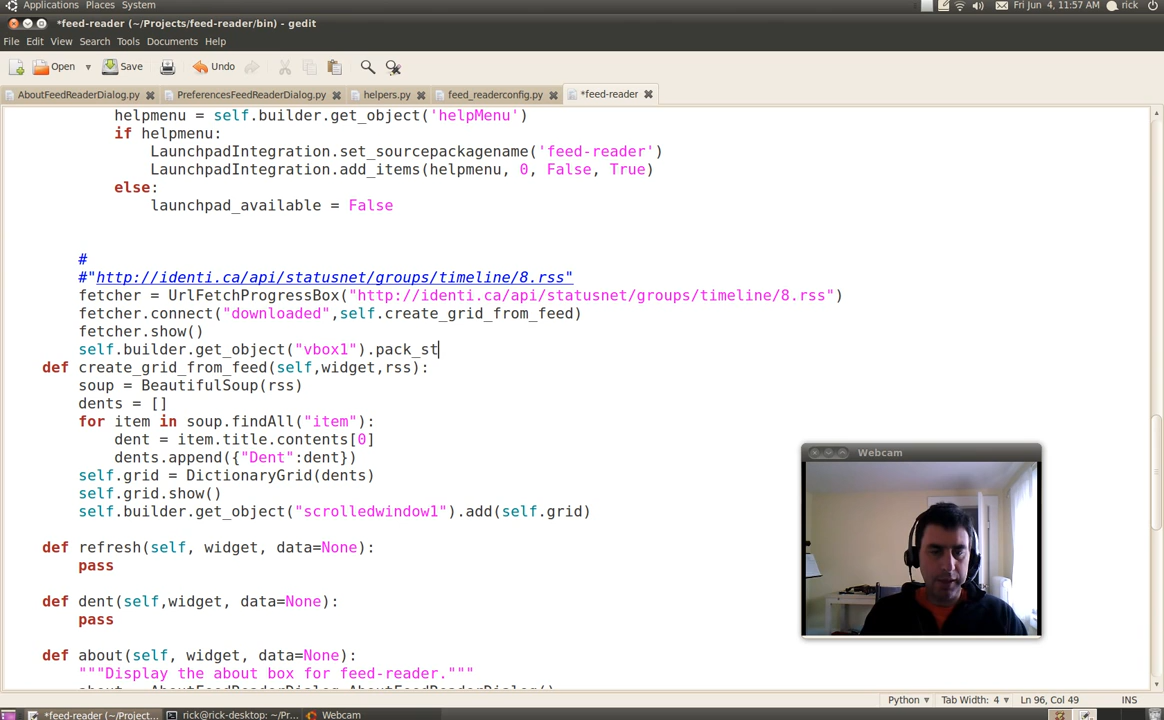 Applications Places System Fri Jun 4, 11:57 AM rick
*feed-reader (~/Projects/feed-reader/bin) - gedit
File Edit View Search Tools Documents Help
Open Save Undo
AboutFeedReaderDialog.py PreferencesFeedReaderDialog.py helpers.py feed_readerconfig.py *feed-reader
helpmenu = self.builder.get_object('helpMenu')
if helpmenu:
LaunchpadIntegration.set_sourcepackagename('feed-reader')
LaunchpadIntegration.add_items(helpmenu, 0, False, True)
else:
launchpad_available = False
#
#"http://identi.ca/api/statusnet/groups/timeline/8.rss"
fetcher = UrlFetchProgressBox("http://identi.ca/api/statusnet/groups/timeline/8.rss")
fetcher.connect("downloaded",self.create_grid_from_feed)
fetcher.show()
self.builder.get_object("vbox1").pack_st
def create_grid_from_feed(self,widget,rss):
soup = BeautifulSoup(rss)
dents = []
for item in soup.findAll("item"):
dent = item.title.contents[0]
dents.append({"Dent":dent})
self.grid = DictionaryGrid(dents)
self.grid.show()
self.builder.get_object("scrolledwindow1").add(self.grid)
def refresh(self, widget, data=None):
pass
def dent(self,widget, data=None):
pass
def about(self, widget, data=None):
"""Display the about box for feed-reader."""
about = AboutFeedReaderDialog.AboutFeedReaderDialog()
Webcam
Python Tab Width: 4 Ln 96, Col 49 INS
*feed-reader (~/Project... rick@rick-desktop: ~/Pr... Webcam